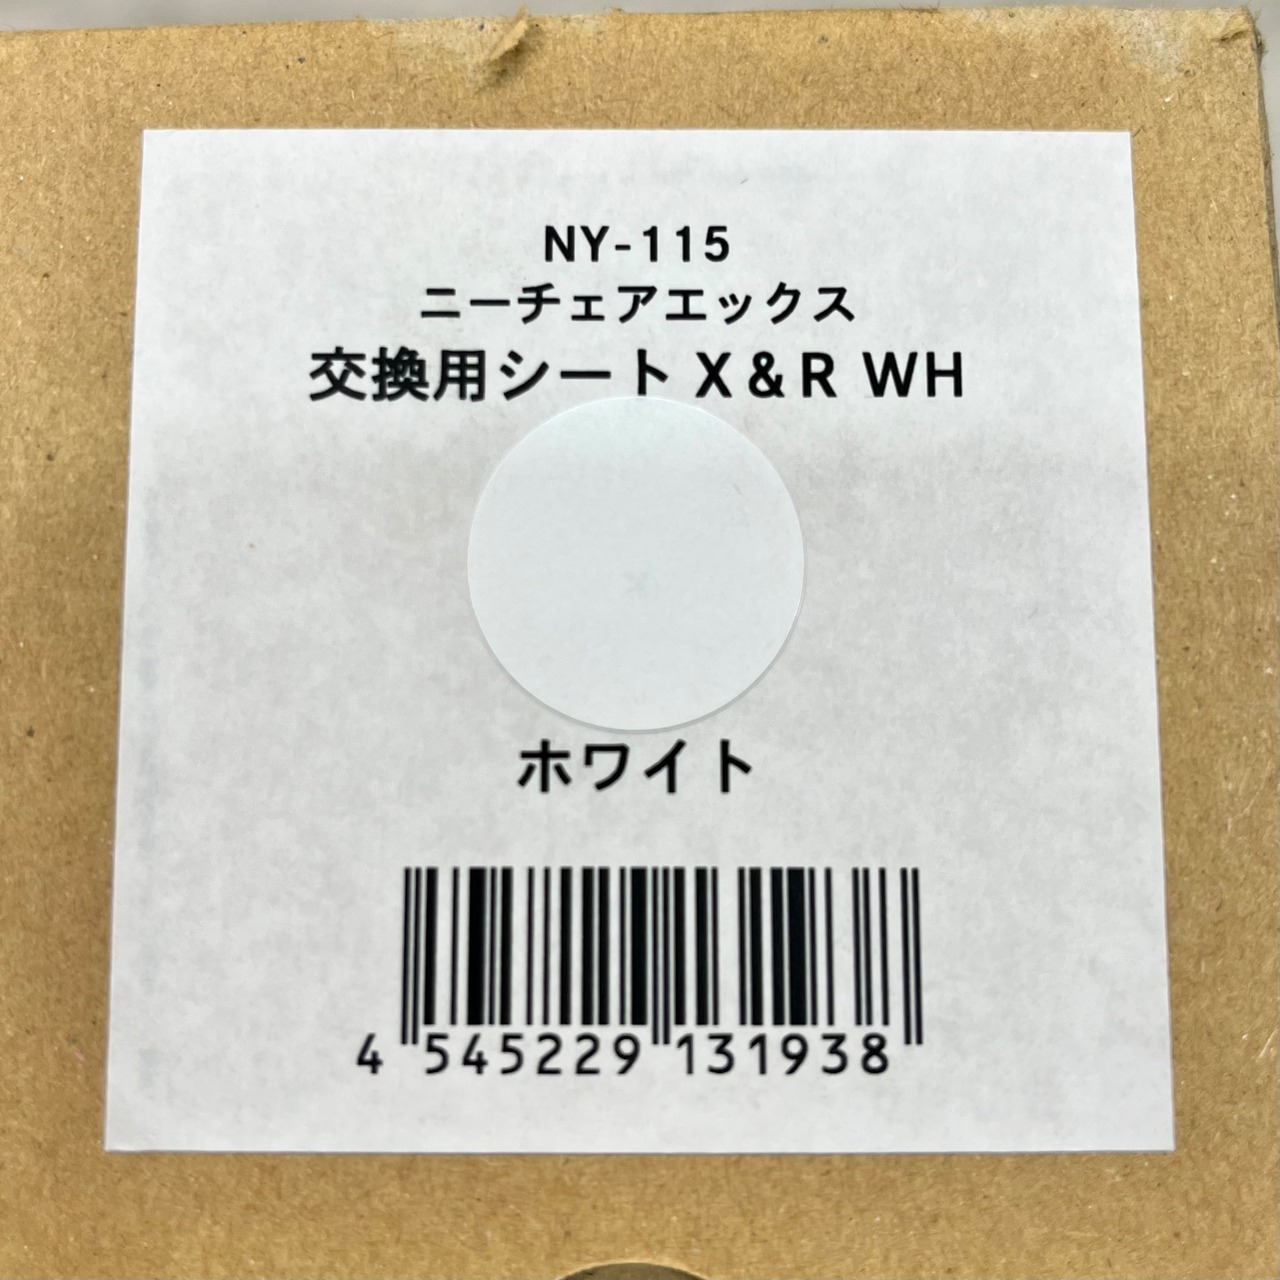 NY-115
ニーチェアエックス
交換用シート X & R WH
ホワイト
4 545229 131938